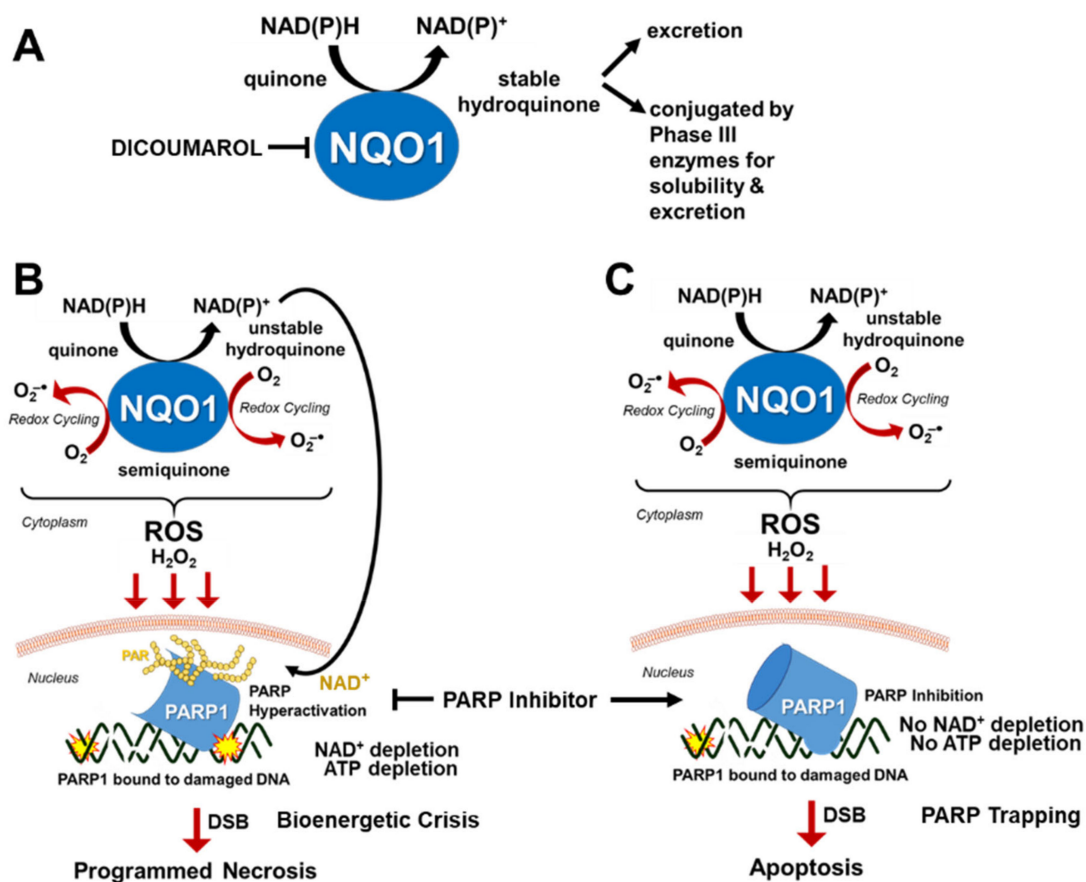 A
NAD(P)H
NAD(P)⁺
quinone
stable
hydroquinone
excretion
conjugated by
Phase III
enzymes for
solubility &
excretion
DICOUMAROL
NQO1
B
NAD(P)H
NAD(P)⁺
quinone
unstable
hydroquinone
O₂⁻•
Redox Cycling
O₂
NQO1
O₂
Redox Cycling
O₂⁻•
semiquinone
Cytoplasm
ROS
H₂O₂
Nucleus
PAR
PARP1
PARP
Hyperactivation
NAD⁺
NAD⁺ depletion
ATP depletion
PARP1 bound to damaged DNA
DSB
Bioenergetic Crisis
Programmed Necrosis
PARP Inhibitor
C
NAD(P)H
NAD(P)⁺
quinone
unstable
hydroquinone
O₂⁻•
Redox Cycling
O₂
NQO1
O₂
Redox Cycling
O₂⁻•
semiquinone
Cytoplasm
ROS
H₂O₂
Nucleus
PARP1
PARP Inhibition
No NAD⁺ depletion
No ATP depletion
PARP1 bound to damaged DNA
DSB
PARP Trapping
Apoptosis